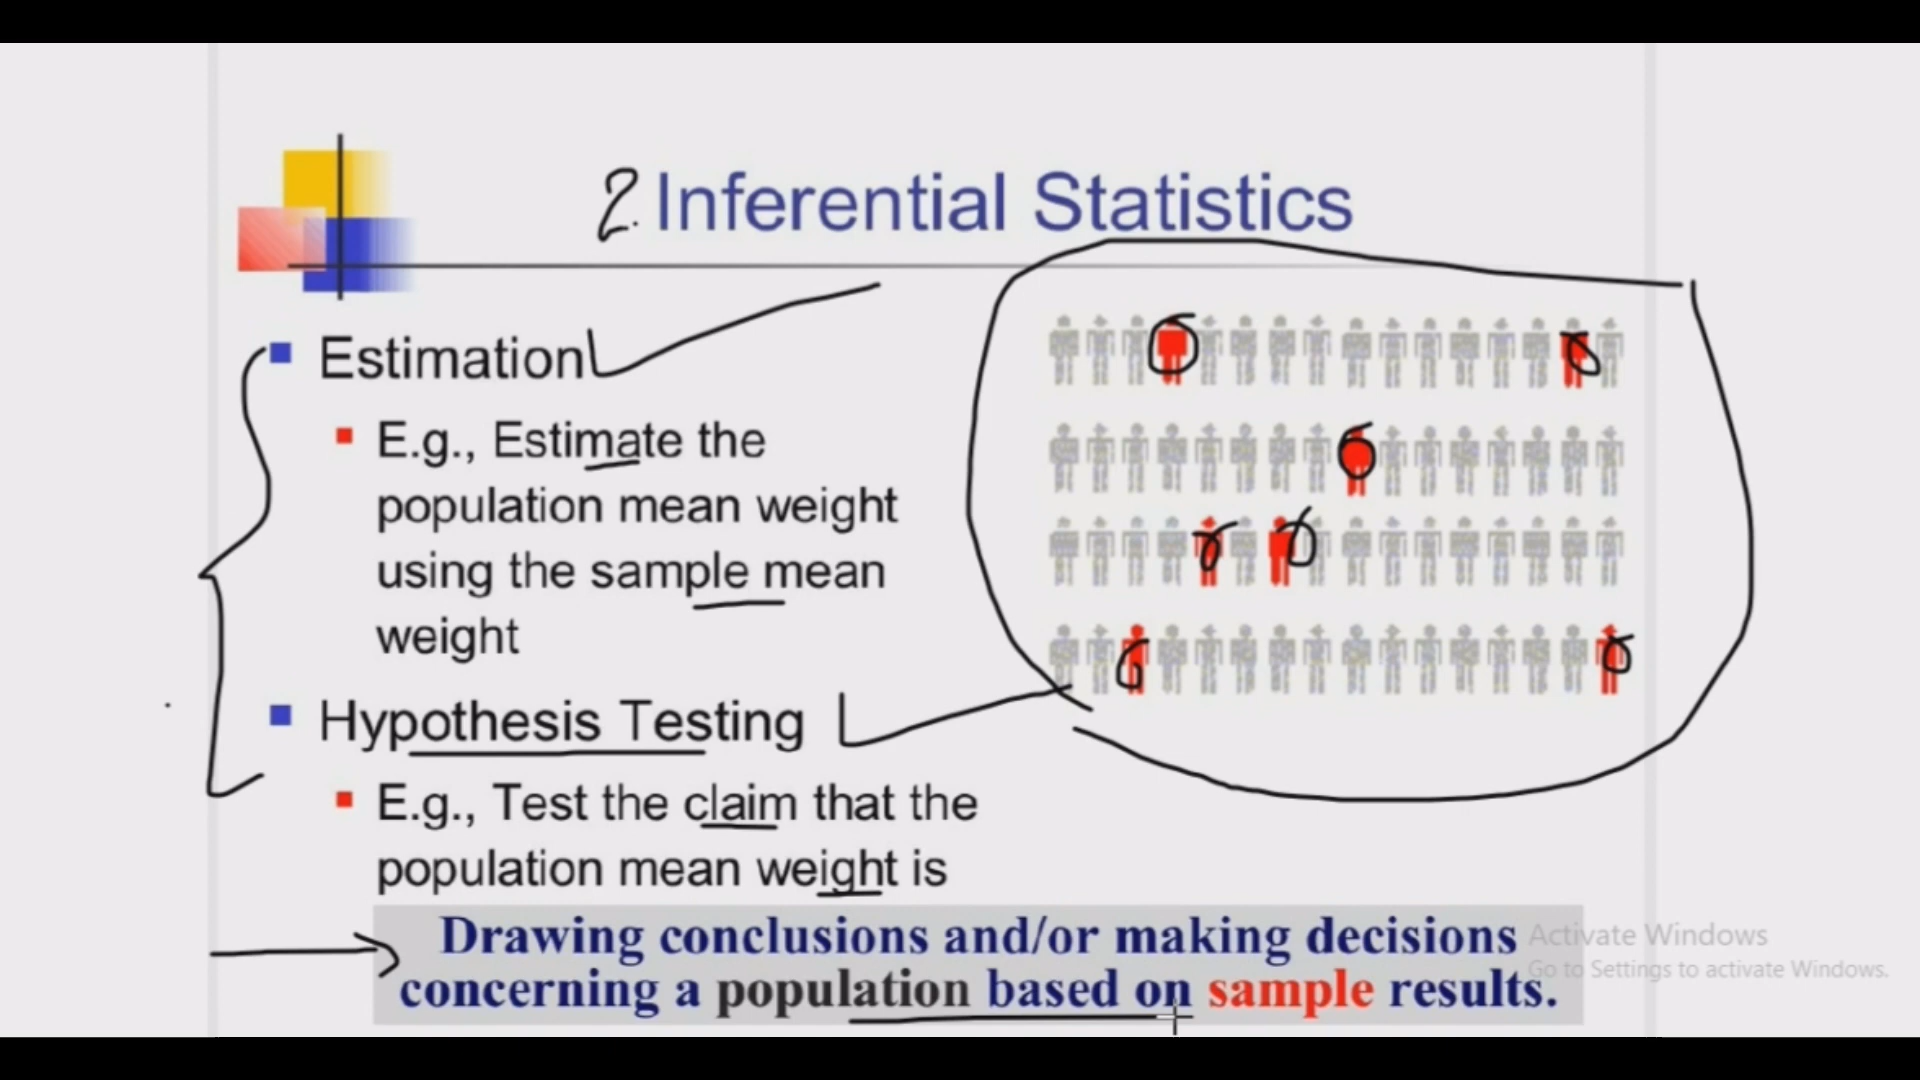 2. Inferential Statistics
Estimation
E.g., Estimate the
population mean weight
using the sample mean
weight
Hypothesis Testing
E.g., Test the claim that the
population mean weight is
Drawing conclusions and/or making decisions
concerning a population based on sample results.
Activate Windows
Go to Settings to activate Windows.